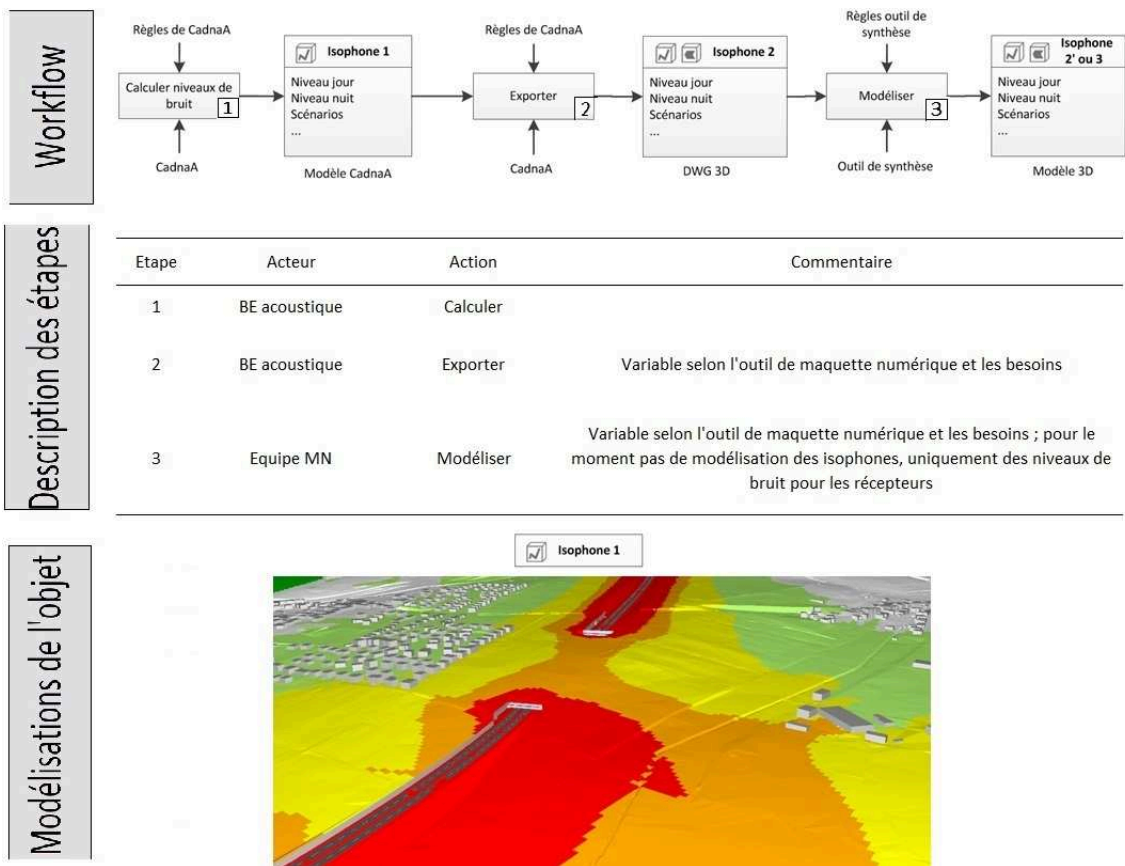 Workflow
Règles de CadnaA
Calculer niveaux de
bruit
1
CadnaA
Isophone 1
Niveau jour
Niveau nuit
Scénarios
...
Modèle CadnaA
Règles de CadnaA
Exporter
2
CadnaA
Isophone 2
Niveau jour
Niveau nuit
Scénarios
...
DWG 3D
Règles outil de
synthèse
Modéliser
3
Outil de synthèse
Isophone
2' ou 3
Niveau jour
Niveau nuit
Scénarios
...
Modèle 3D
Description des étapes
Etape Acteur Action Commentaire
1 BE acoustique Calculer
2 BE acoustique Exporter Variable selon l'outil de maquette numérique et les besoins
3 Equipe MN Modéliser Variable selon l'outil de maquette numérique et les besoins ; pour le
moment pas de modélisation des isophones, uniquement des niveaux de
bruit pour les récepteurs
Modélisations de l'objet
Isophone 1